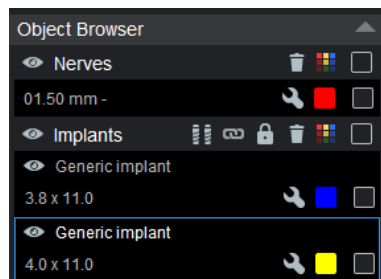 Object Browser
Nerves
01.50 mm -
Implants
Generic implant
3.8 x 11.0
Generic implant
4.0 x 11.0